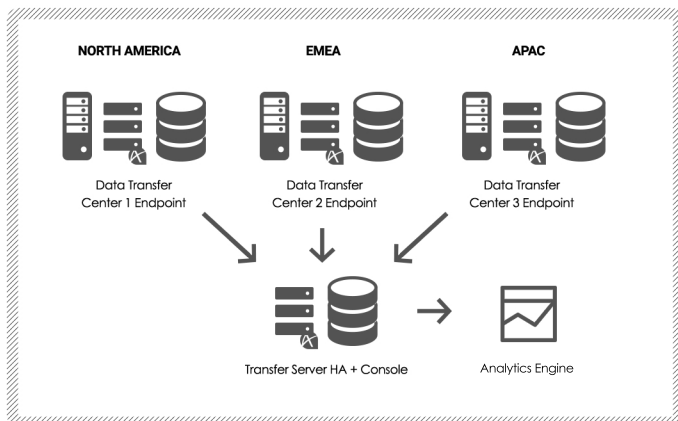 NORTH AMERICA
EMEA
APAC
Data Transfer
Center 1 Endpoint
Data Transfer
Center 2 Endpoint
Data Transfer
Center 3 Endpoint
Transfer Server HA + Console
Analytics Engine